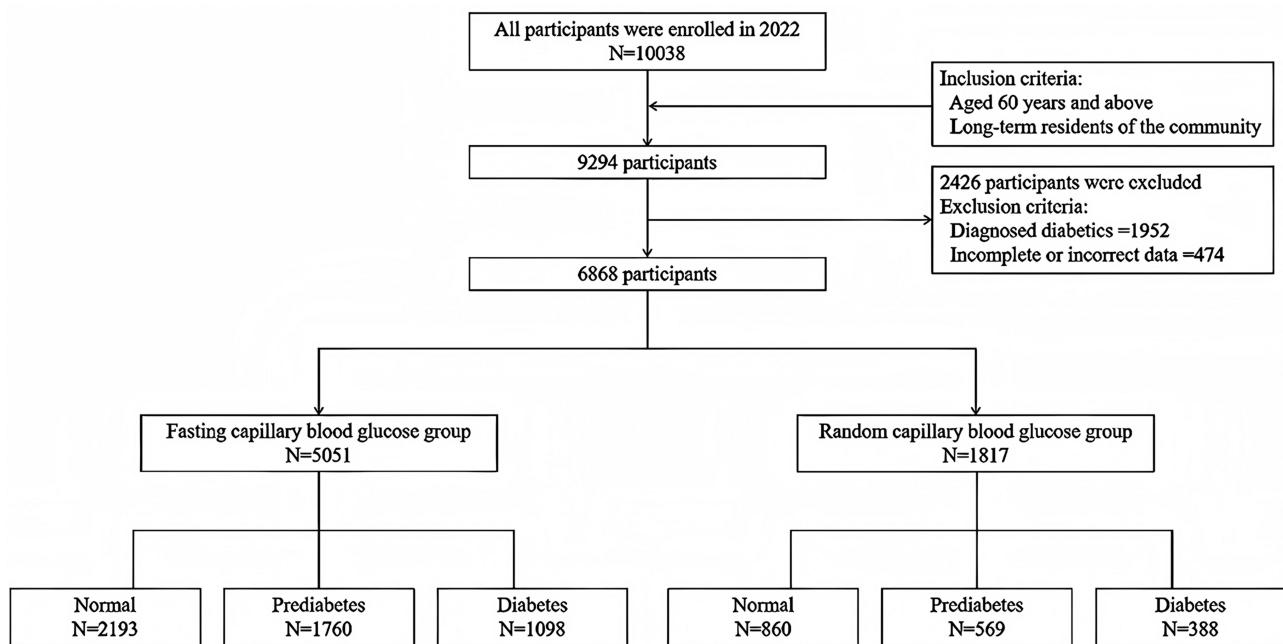 All participants were enrolled in 2022
N=10038
Inclusion criteria:
Aged 60 years and above
Long-term residents of the community
9294 participants
2426 participants were excluded
Exclusion criteria:
Diagnosed diabetics =1952
Incomplete or incorrect data =474
6868 participants
Fasting capillary blood glucose group
N=5051
Random capillary blood glucose group
N=1817
Normal
N=2193
Prediabetes
N=1760
Diabetes
N=1098
Normal
N=860
Prediabetes
N=569
Diabetes
N=388